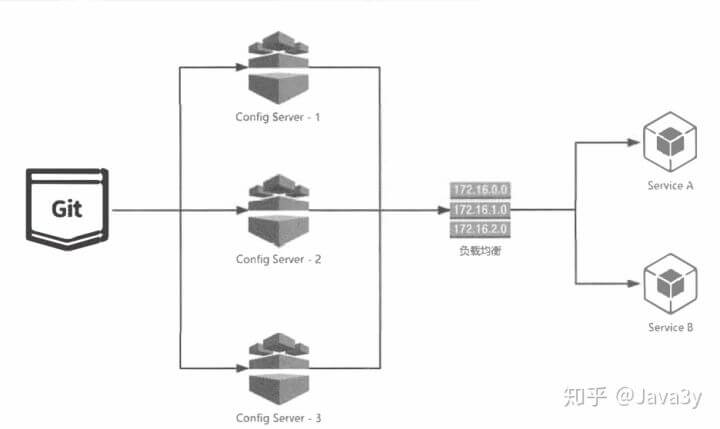 Config Server - 1
Git
Config Server - 2
Config Server - 3
172.16.0.0
172.16.1.0
172.16.2.0
负载均衡
Service A
Service B
知乎 @Java3y